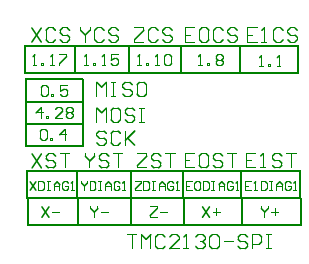 XCS YCS ZCS E0CS E1CS
1.17 1.15 1.10 1.8 1.1
0.5 MISO
4.28 MOSI
0.4 SCK
XST YST ZST E0ST E1ST
XDIAG1 YDIAG1 ZDIAG1 E0DIAG1 E1DIAG1
X- Y- Z- X+ Y+
TMC2130-SPI